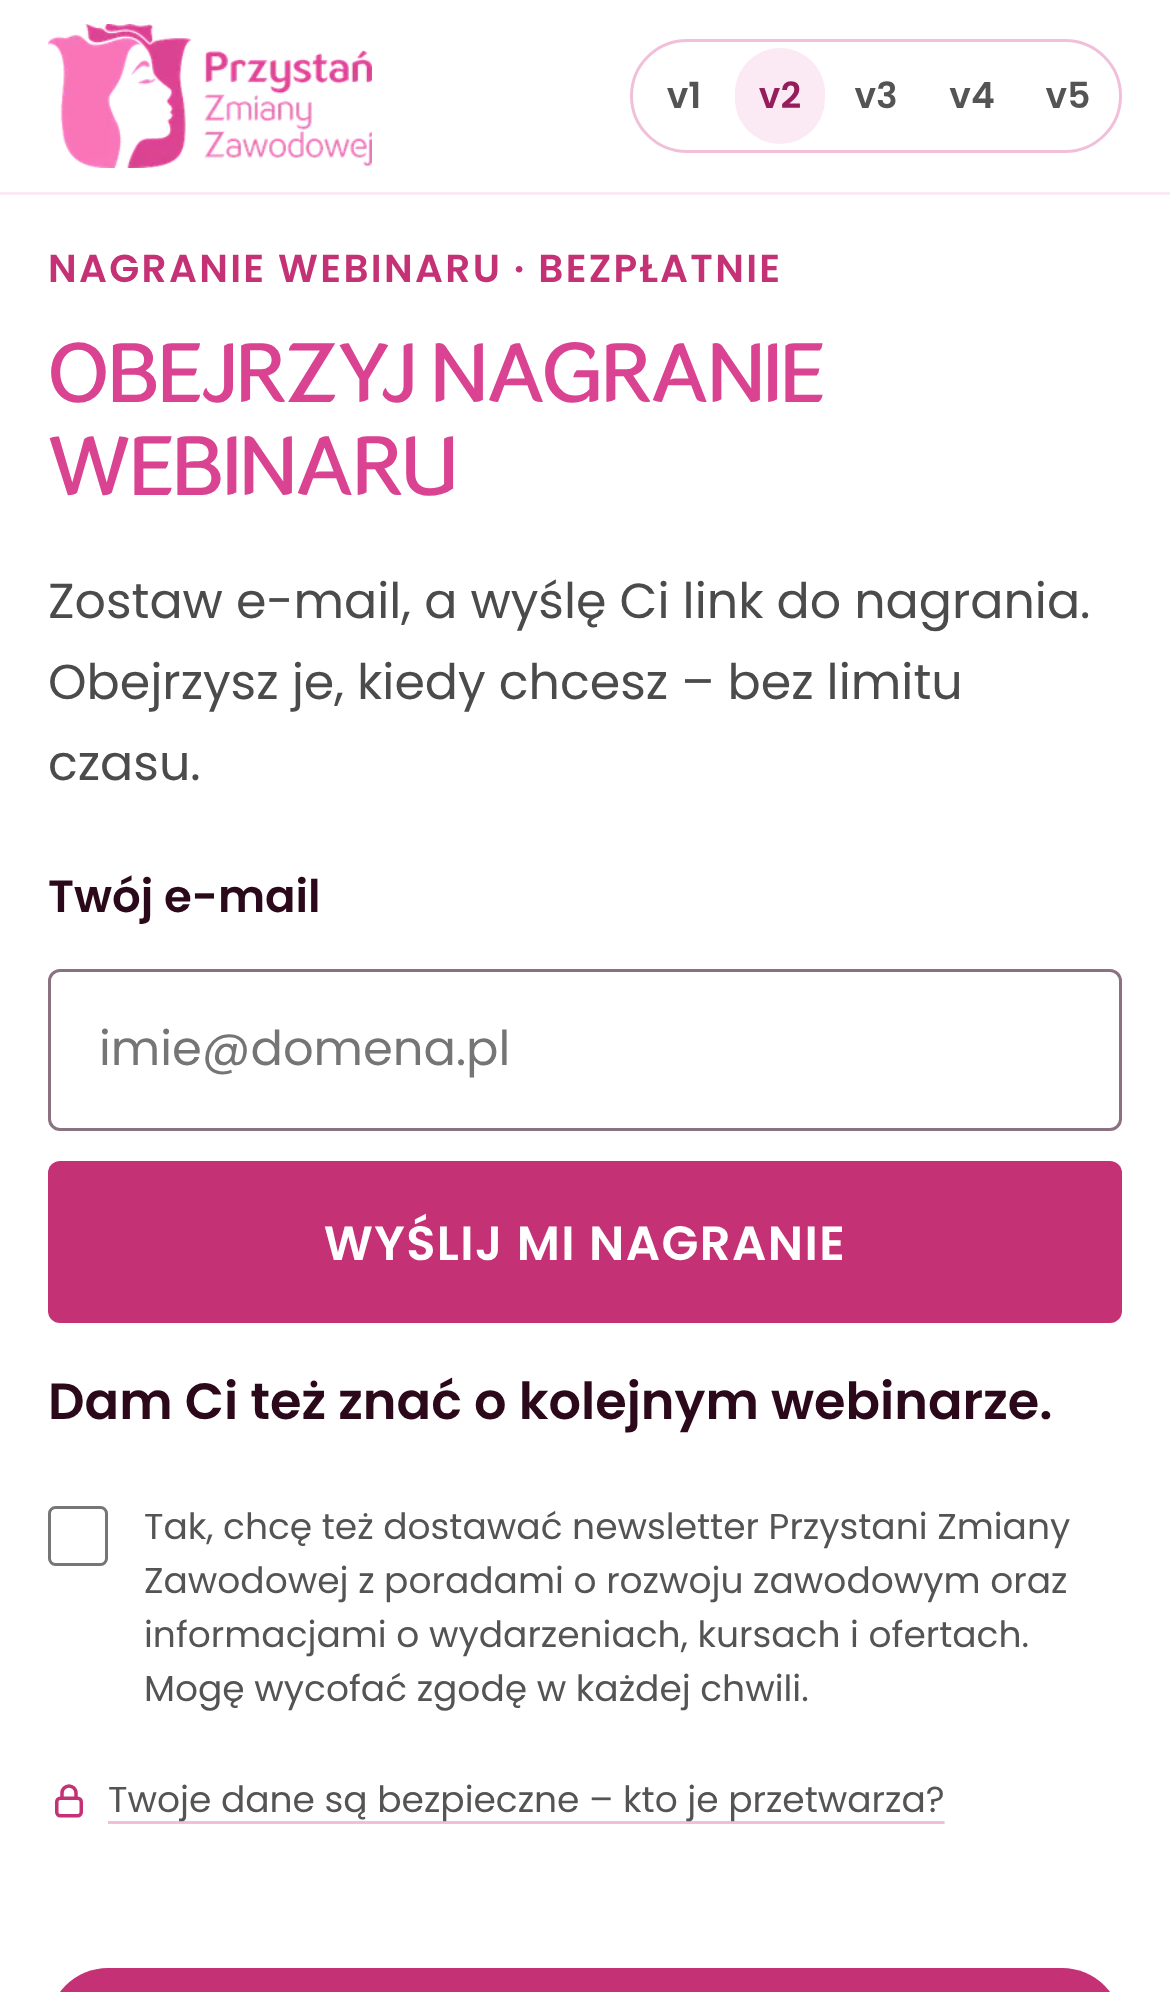 Przystań
Zmiany
Zawodowej
v1 v2 v3 v4 v5
NAGRANIE WEBINARU · BEZPŁATNIE
OBEJRZYJ NAGRANIE
WEBINARU
Zostaw e-mail, a wyślę Ci link do nagrania.
Obejrzysz je, kiedy chcesz – bez limitu
czasu.
Twój e-mail
imie@domena.pl
WYŚLIJ MI NAGRANIE
Dam Ci też znać o kolejnym webinarze.
Tak, chcę też dostawać newsletter Przystani Zmiany
Zawodowej z poradami o rozwoju zawodowym oraz
informacjami o wydarzeniach, kursach i ofertach.
Mogę wycofać zgodę w każdej chwili.
Twoje dane są bezpieczne – kto je przetwarza?